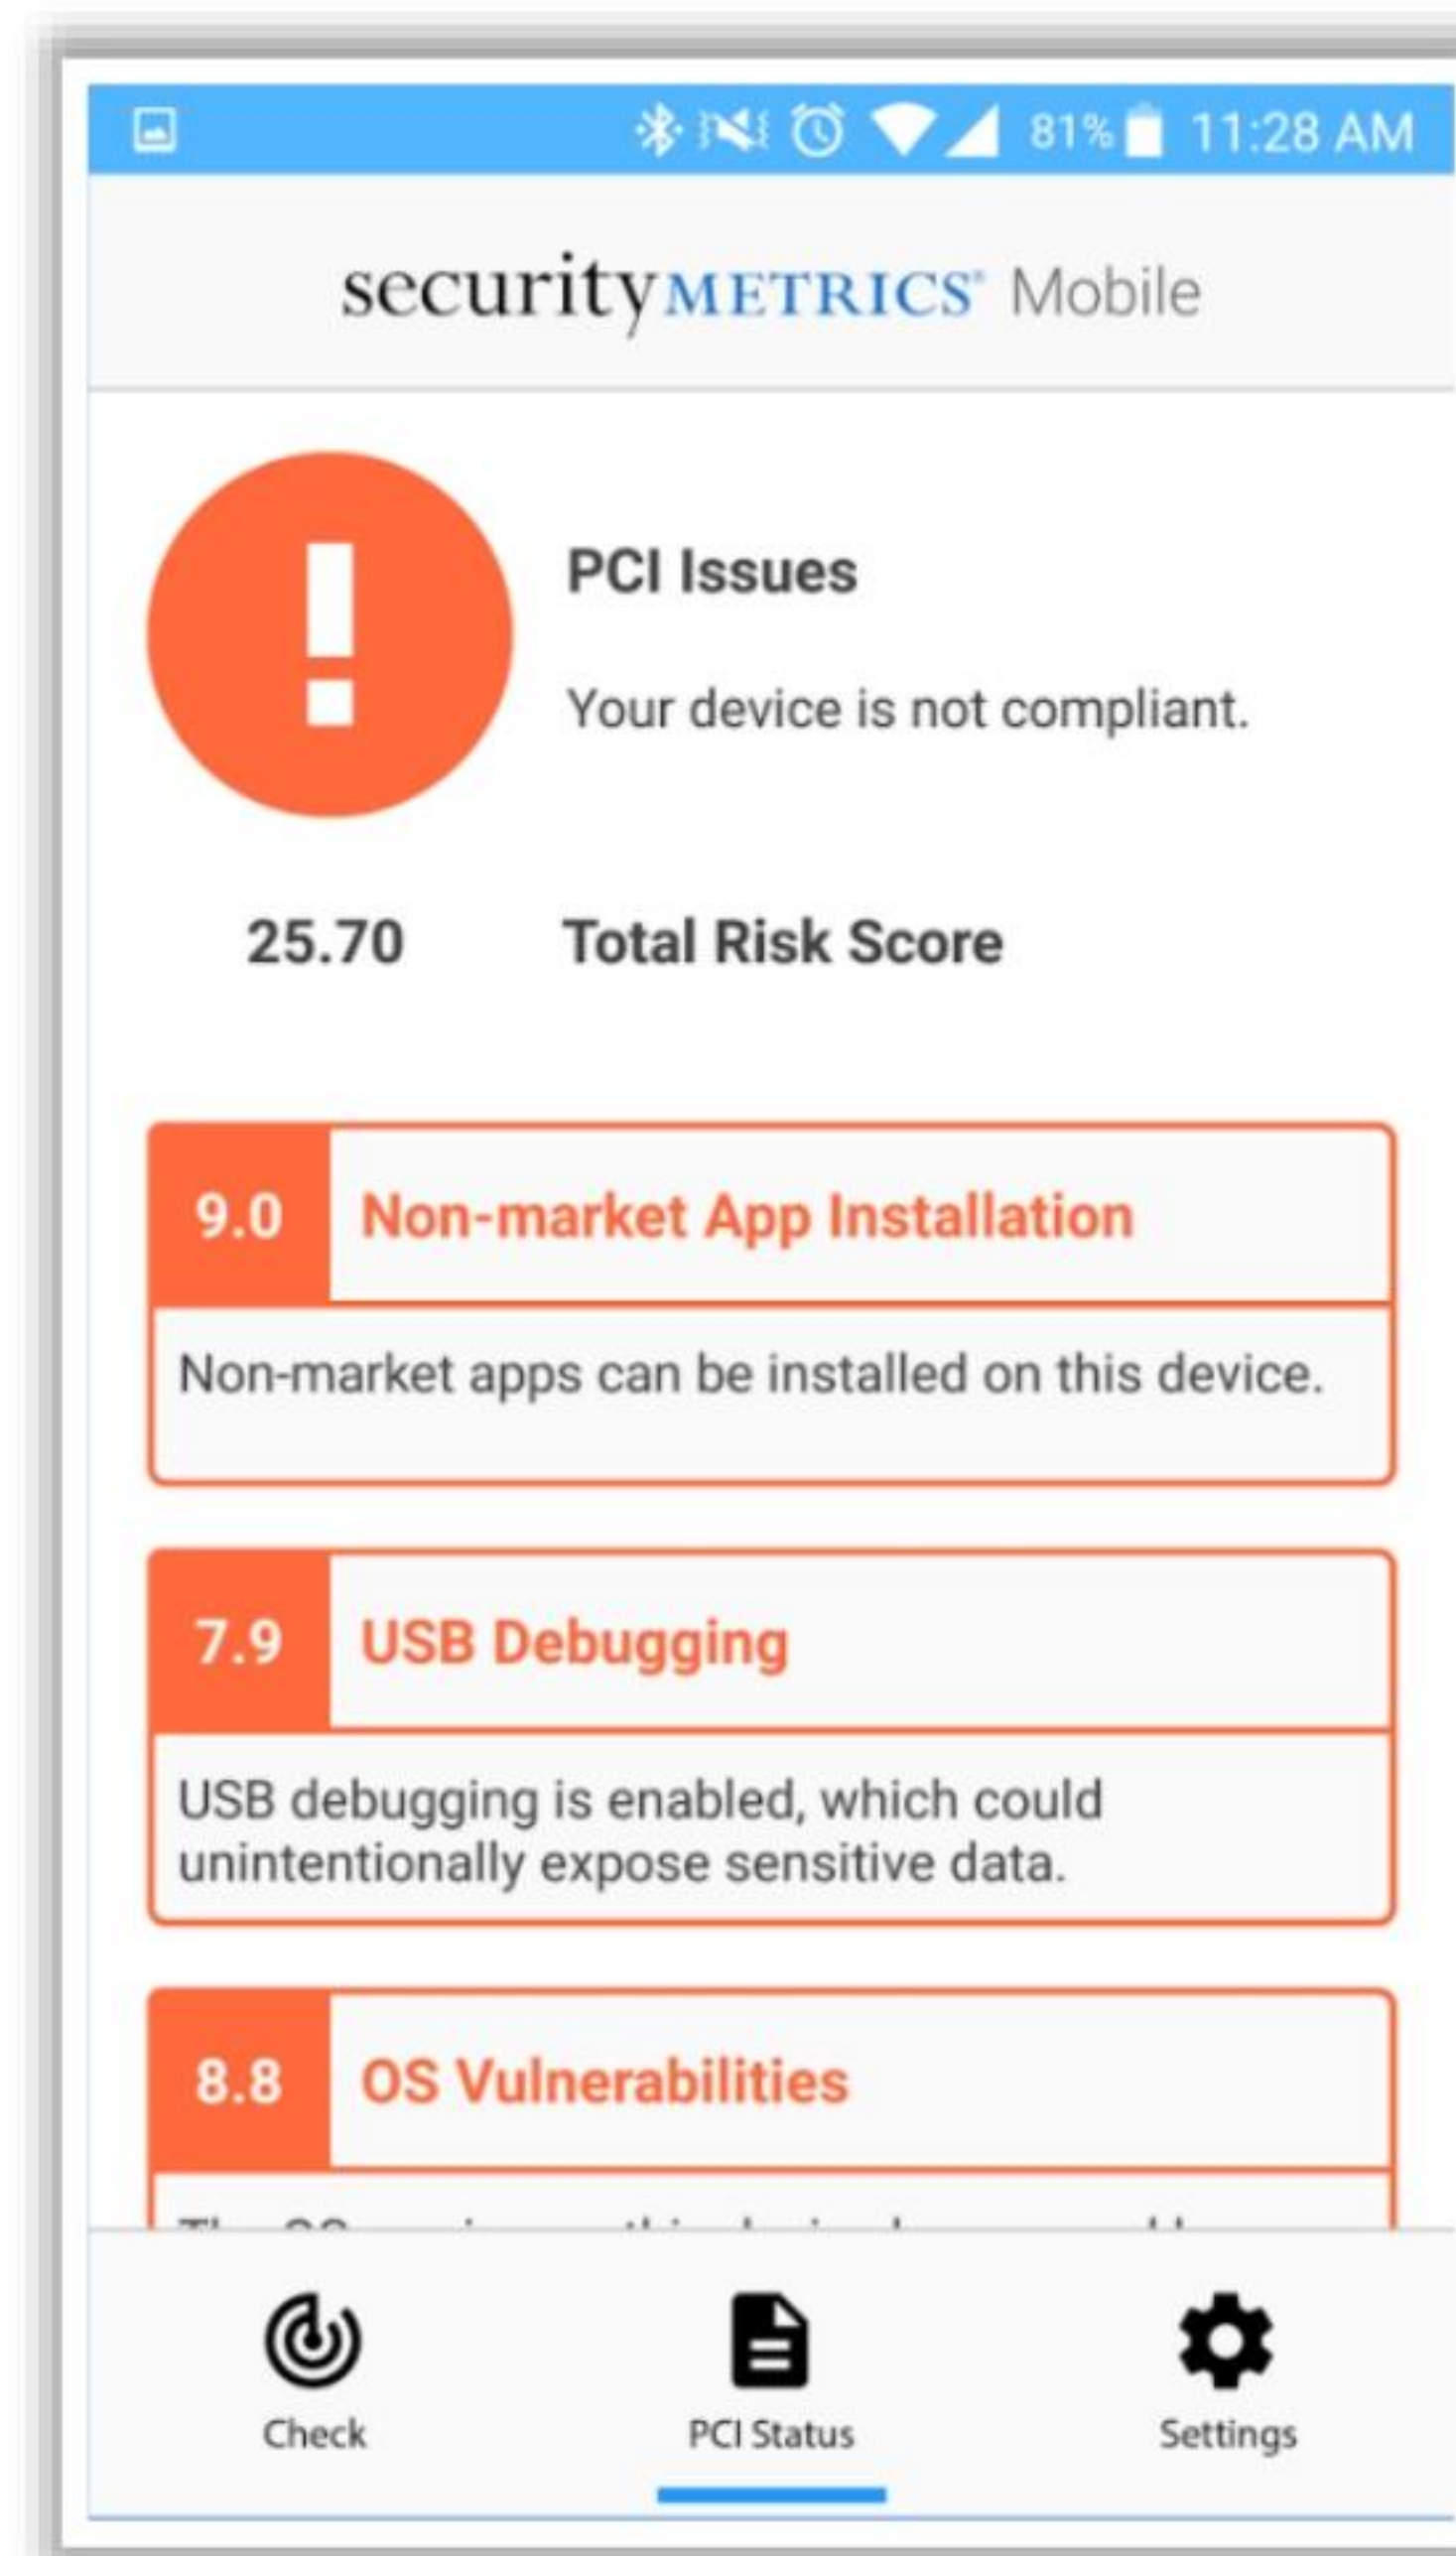 81% 11:28 AM
securityMETRICS® Mobile
PCI Issues
Your device is not compliant.
25.70 Total Risk Score
9.0 Non-market App Installation
Non-market apps can be installed on this device.
7.9 USB Debugging
USB debugging is enabled, which could
unintentionally expose sensitive data.
8.8 OS Vulnerabilities
Check PCI Status Settings